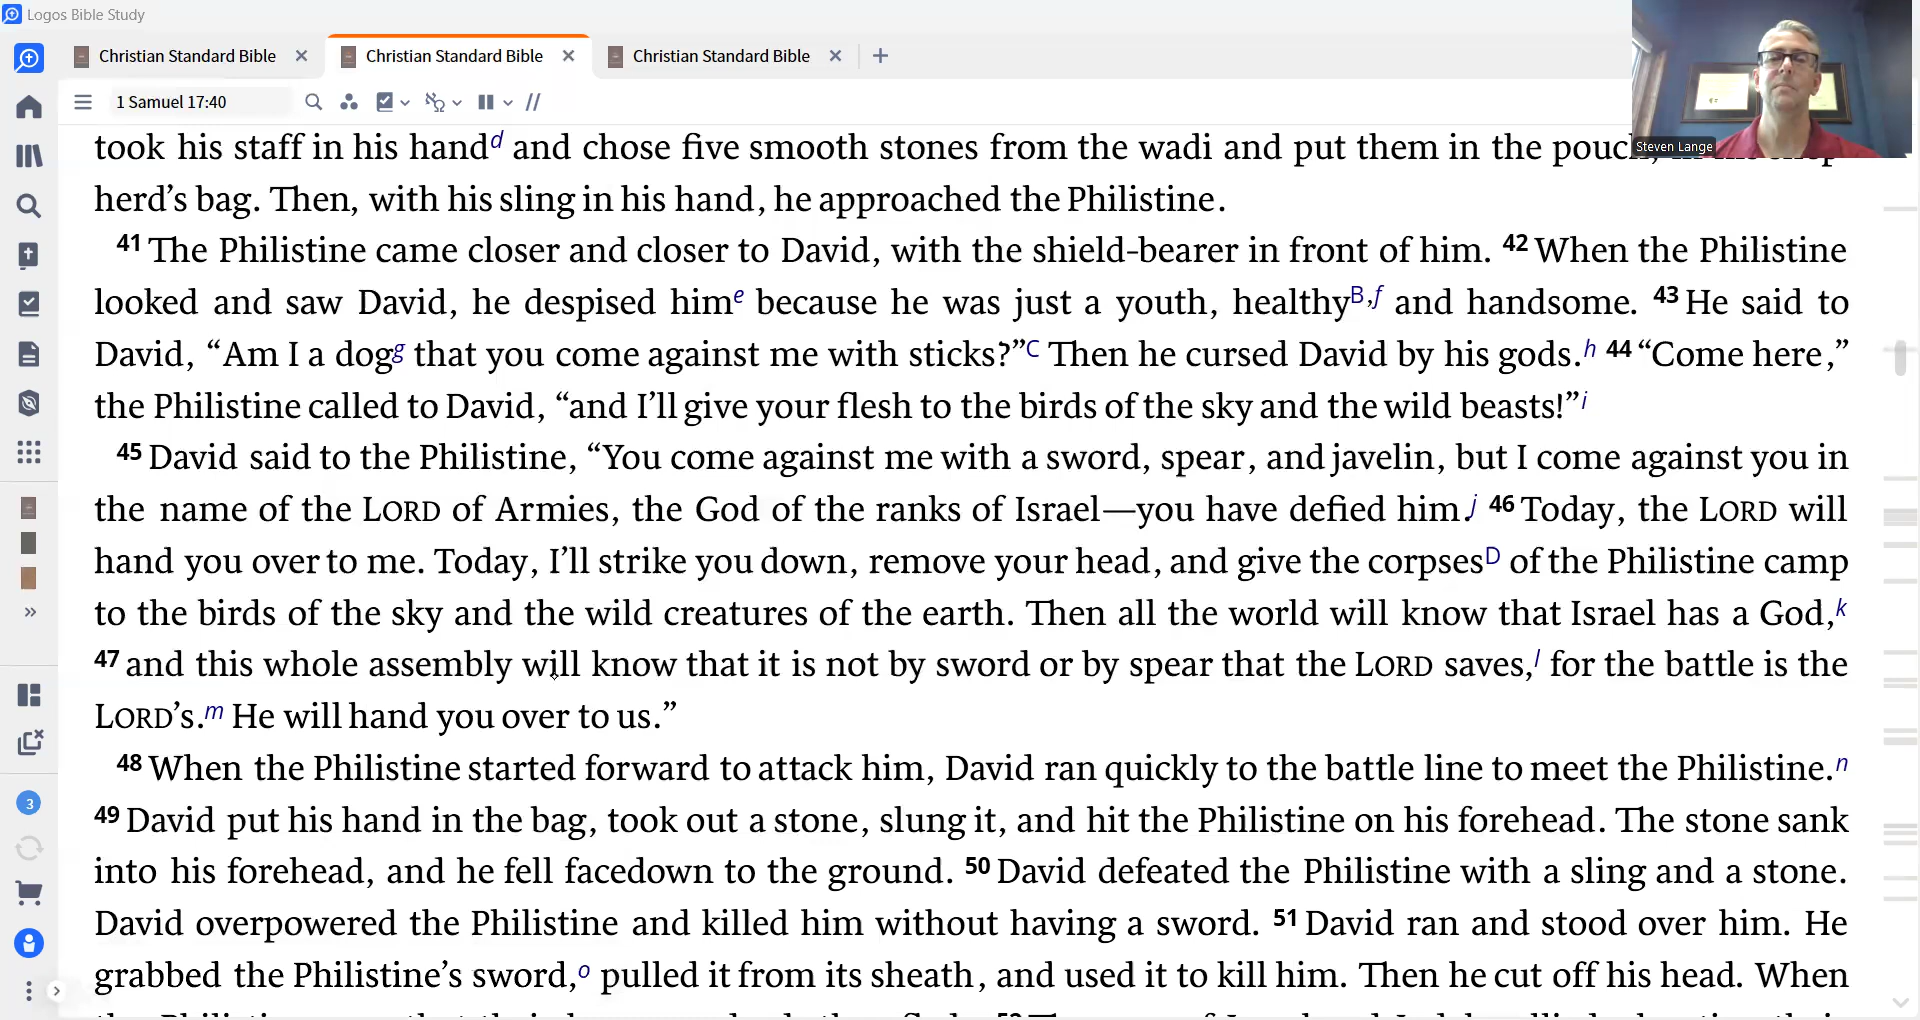 Logos Bible Study
Christian Standard Bible
Christian Standard Bible
Christian Standard Bible
1 Samuel 17:40
Steven Lange
took his staff in his handd and chose five smooth stones from the wadi and put them in the pouch,
herd’s bag. Then, with his sling in his hand, he approached the Philistine.
41 The Philistine came closer and closer to David, with the shield-bearer in front of him. 42 When the Philistine
looked and saw David, he despised hime because he was just a youth, healthyB,f and handsome. 43 He said to
David, “Am I a dogg that you come against me with sticks?”C Then he cursed David by his gods.h 44 “Come here,”
the Philistine called to David, “and I’ll give your flesh to the birds of the sky and the wild beasts!”i
45 David said to the Philistine, “You come against me with a sword, spear, and javelin, but I come against you in
the name of the LORD of Armies, the God of the ranks of Israel—you have defied him.j 46 Today, the LORD will
hand you over to me. Today, I’ll strike you down, remove your head, and give the corpsesD of the Philistine camp
to the birds of the sky and the wild creatures of the earth. Then all the world will know that Israel has a God,k
47 and this whole assembly will know that it is not by sword or by spear that the LORD saves,l for the battle is the
LORD’s.m He will hand you over to us.”
48 When the Philistine started forward to attack him, David ran quickly to the battle line to meet the Philistine.n
49 David put his hand in the bag, took out a stone, slung it, and hit the Philistine on his forehead. The stone sank
into his forehead, and he fell facedown to the ground. 50 David defeated the Philistine with a sling and a stone.
David overpowered the Philistine and killed him without having a sword. 51 David ran and stood over him. He
grabbed the Philistine’s sword,o pulled it from its sheath, and used it to kill him. Then he cut off his head. When
3